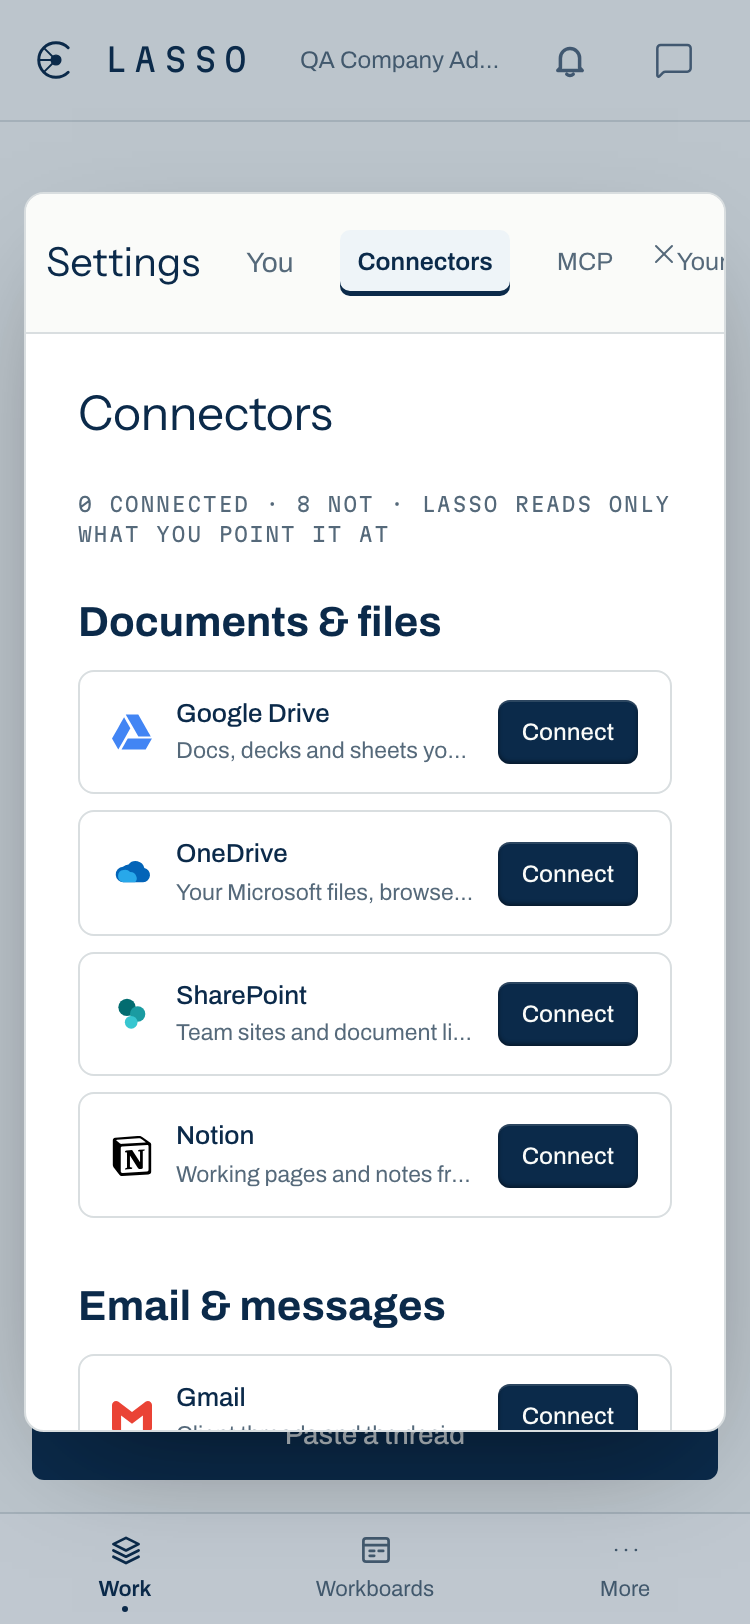 LASSO
QA Company Ad...
Settings
You
Connectors
MCP
Your
Connectors
0 CONNECTED · 8 NOT · LASSO READS ONLY
WHAT YOU POINT IT AT
Documents & files
Google Drive
Docs, decks and sheets yo...
Connect
OneDrive
Your Microsoft files, browse...
Connect
SharePoint
Team sites and document li...
Connect
Notion
Working pages and notes fr...
Connect
Email & messages
Gmail
Connect
Paste a thread
Work
Workboards
More